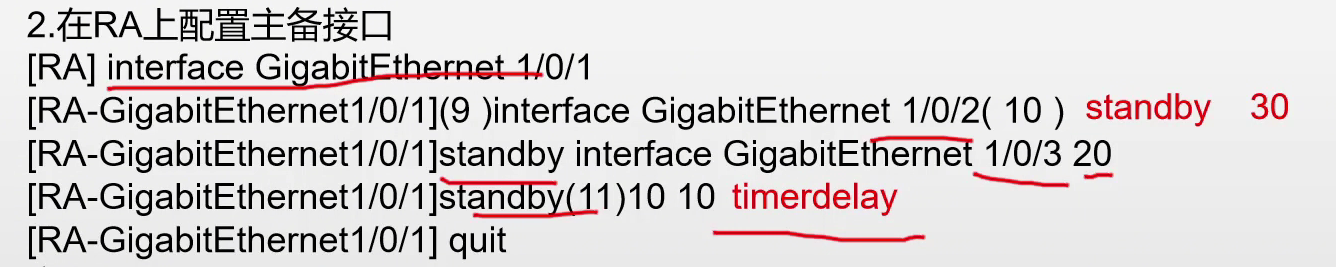 2.在RA上配置主备接口
[RA] interface GigabitEthernet 1/0/1
[RA-GigabitEthernet1/0/1](9 )interface GigabitEthernet 1/0/2( 10 ) standby 30
[RA-GigabitEthernet1/0/1]standby interface GigabitEthernet 1/0/3 20
[RA-GigabitEthernet1/0/1]standby(11)10 10 timerdelay
[RA-GigabitEthernet1/0/1] quit